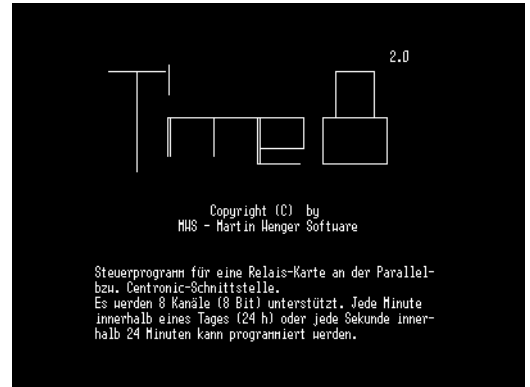 2.0
Time8
Copyright (C) by
MWS - Martin Wenger Software
Steuerprogramm für eine Relais-Karte an der Parallel-
bzw. Centronic-Schnittstelle.
Es werden 8 Kanäle (8 Bit) unterstützt. Jede Minute
innerhalb eines Tages (24 h) oder jede Sekunde inner-
halb 24 Minuten kann programmiert werden.